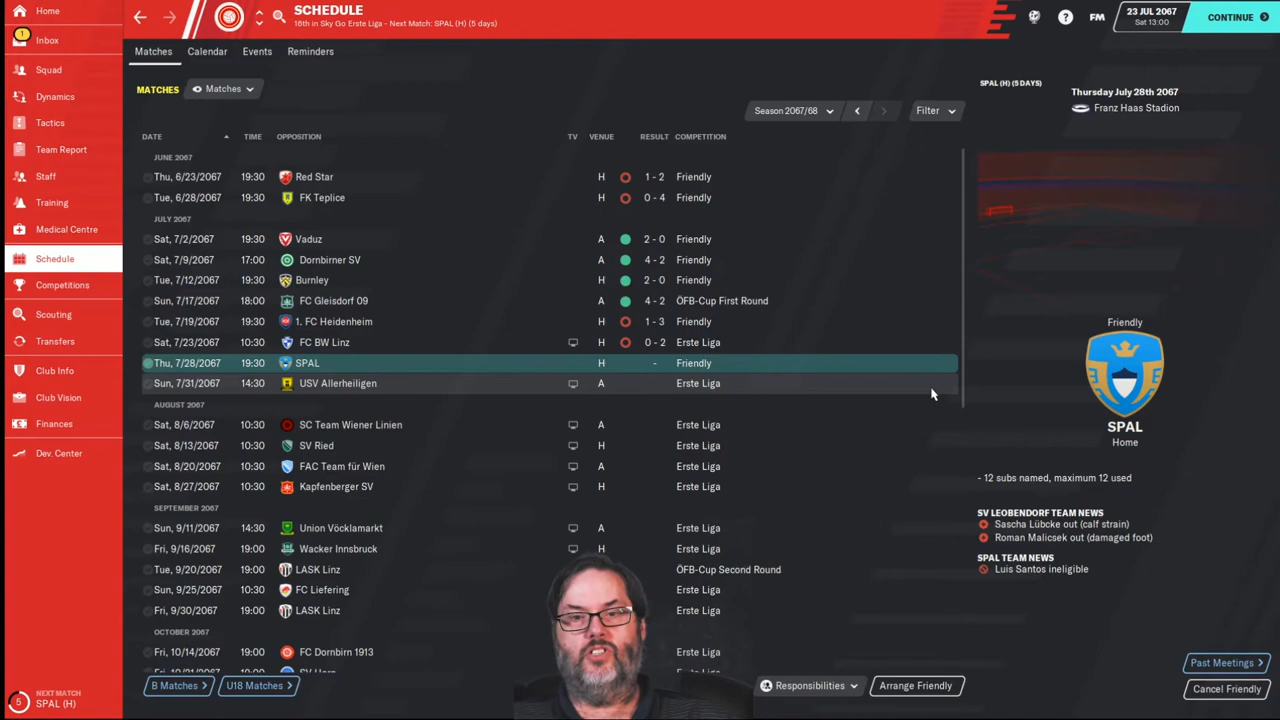 Home
SCHEDULE
16th in Sky Go Erste Liga - Next Match: SPAL (H) (5 days)
FM
23 JUL 2067
Sat 13:00
CONTINUE
1
Inbox
Squad
Dynamics
Tactics
Team Report
Staff
Training
Medical Centre
Schedule
Competitions
Scouting
Transfers
Club Info
Club Vision
Finances
Dev. Center
5
NEXT MATCH
SPAL (H)
Matches Calendar Events Reminders
MATCHES Matches
Season 2067/68 Filter
DATE TIME OPPOSITION TV VENUE RESULT COMPETITION
JUNE 2067
Thu, 6/23/2067 19:30 Red Star H 1 - 2 Friendly
Tue, 6/28/2067 19:30 FK Teplice H 0 - 4 Friendly
JULY 2067
Sat, 7/2/2067 19:30 Vaduz A 2 - 0 Friendly
Sat, 7/9/2067 17:00 Dornbirner SV A 4 - 2 Friendly
Tue, 7/12/2067 19:30 Burnley H 2 - 0 Friendly
Sun, 7/17/2067 18:00 FC Gleisdorf 09 A 4 - 2 ÖFB-Cup First Round
Tue, 7/19/2067 19:30 1. FC Heidenheim H 1 - 3 Friendly
Sat, 7/23/2067 10:30 FC BW Linz H 0 - 2 Erste Liga
Thu, 7/28/2067 19:30 SPAL H - Friendly
Sun, 7/31/2067 14:30 USV Allerheiligen A Erste Liga
AUGUST 2067
Sat, 8/6/2067 10:30 SC Team Wiener Linien A Erste Liga
Sat, 8/13/2067 10:30 SV Ried H Erste Liga
Sat, 8/20/2067 10:30 FAC Team für Wien A Erste Liga
Sat, 8/27/2067 10:30 Kapfenberger SV H Erste Liga
SEPTEMBER 2067
Sun, 9/11/2067 14:30 Union Vöcklamarkt A Erste Liga
Fri, 9/16/2067 19:00 Wacker Innsbruck H Erste Liga
Tue, 9/20/2067 19:00 LASK Linz ÖFB-Cup Second Round
Sun, 9/25/2067 10:30 FC Liefering Erste Liga
Fri, 9/30/2067 19:00 LASK Linz Erste Liga
OCTOBER 2067
Fri, 10/14/2067 19:00 FC Dornbirn 1913 Erste Liga
B Matches U18 Matches Responsibilities Arrange Friendly
SPAL (H) (5 DAYS)
Thursday July 28th 2067
Franz Haas Stadion
Friendly
SPAL
Home
- 12 subs named, maximum 12 used
SV LEOBENDORF TEAM NEWS
Sascha Lübcke out (calf strain)
Roman Malicsek out (damaged foot)
SPAL TEAM NEWS
Luis Santos ineligible
Past Meetings
Cancel Friendly